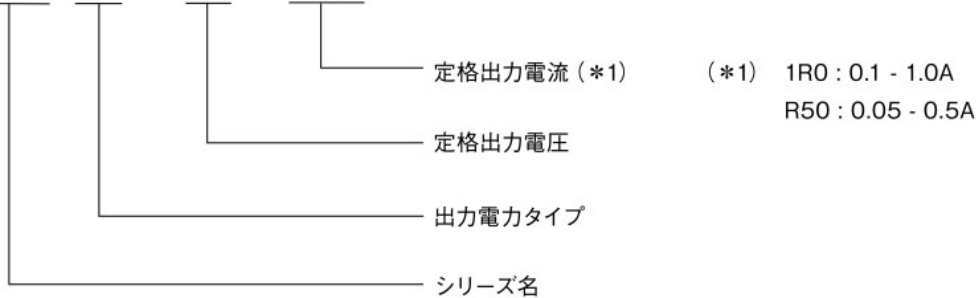 定格出力電流(＊1) (＊1) 1R0 : 0.1 - 1.0A
R50 : 0.05 - 0.5A
定格出力電圧
出力電力タイプ
シリーズ名